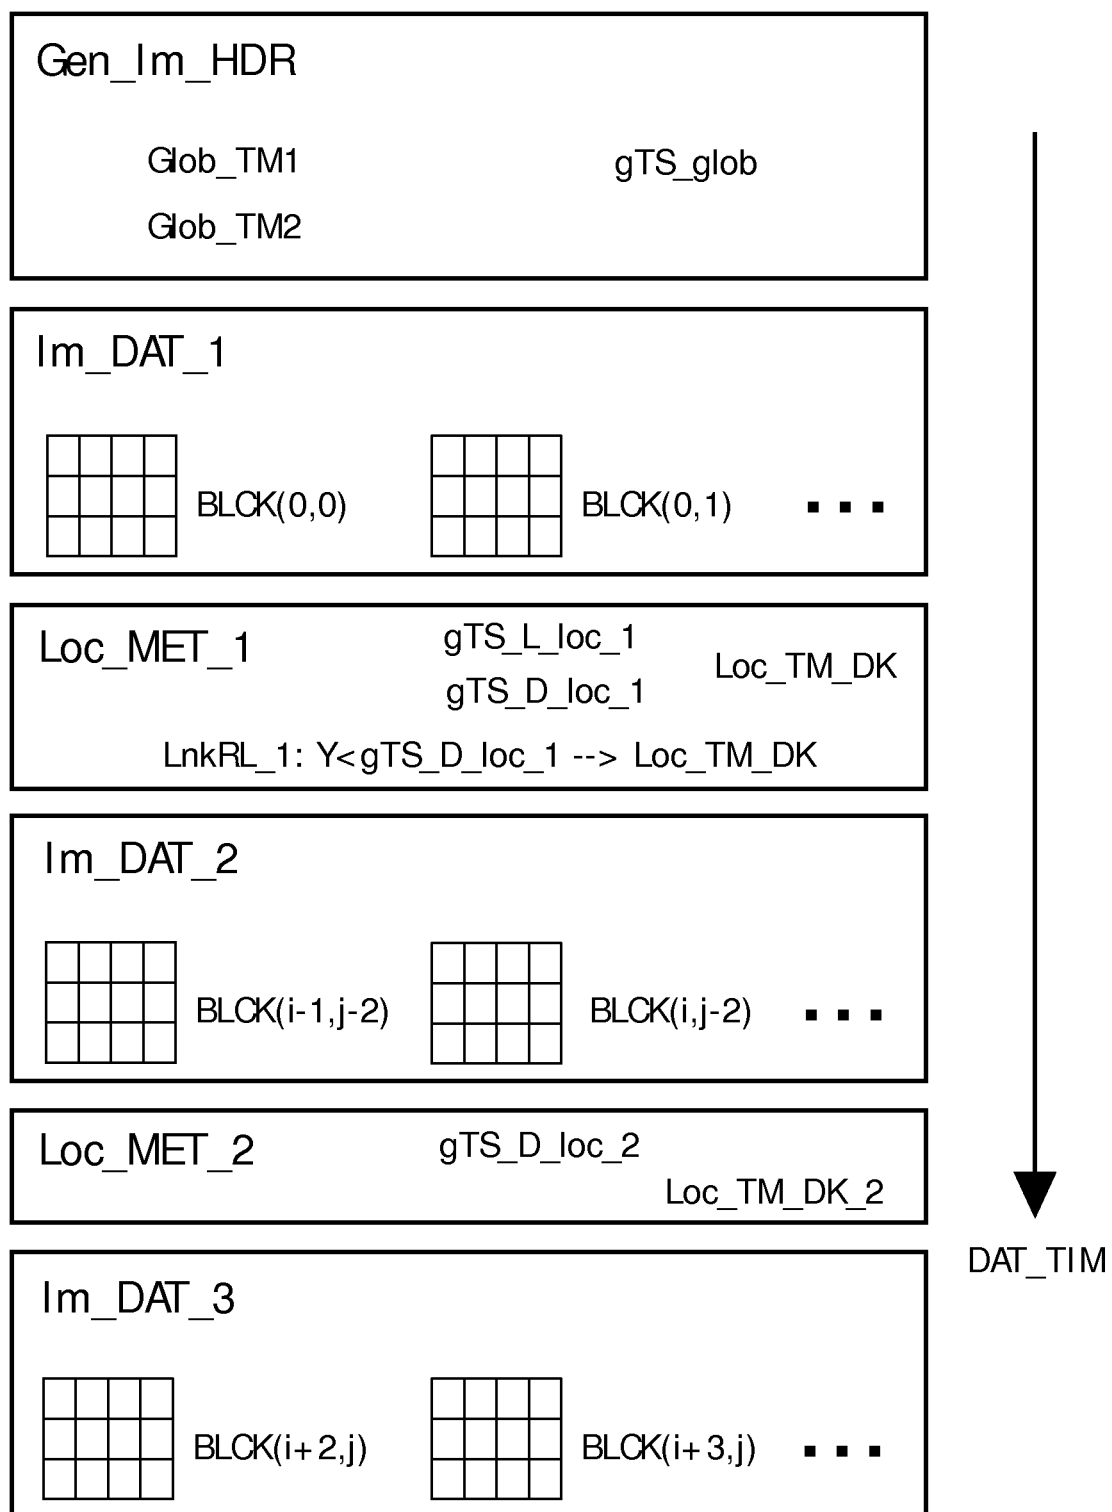 Gen_Im_HDR
Glob_TM1 gTS_glob
Glob_TM2
Im_DAT_1
BLCK(0,0) BLCK(0,1) ...
Loc_MET_1 gTS_L_loc_1
Loc_TM_DK
gTS_D_loc_1
LnkRL_1: Y<gTS_D_loc_1 --> Loc_TM_DK
Im_DAT_2
BLCK(i-1,j-2) BLCK(i,j-2) ...
Loc_MET_2 gTS_D_loc_2
Loc_TM_DK_2
DAT_TIM
Im_DAT_3
BLCK(i+2,j) BLCK(i+3,j) ...